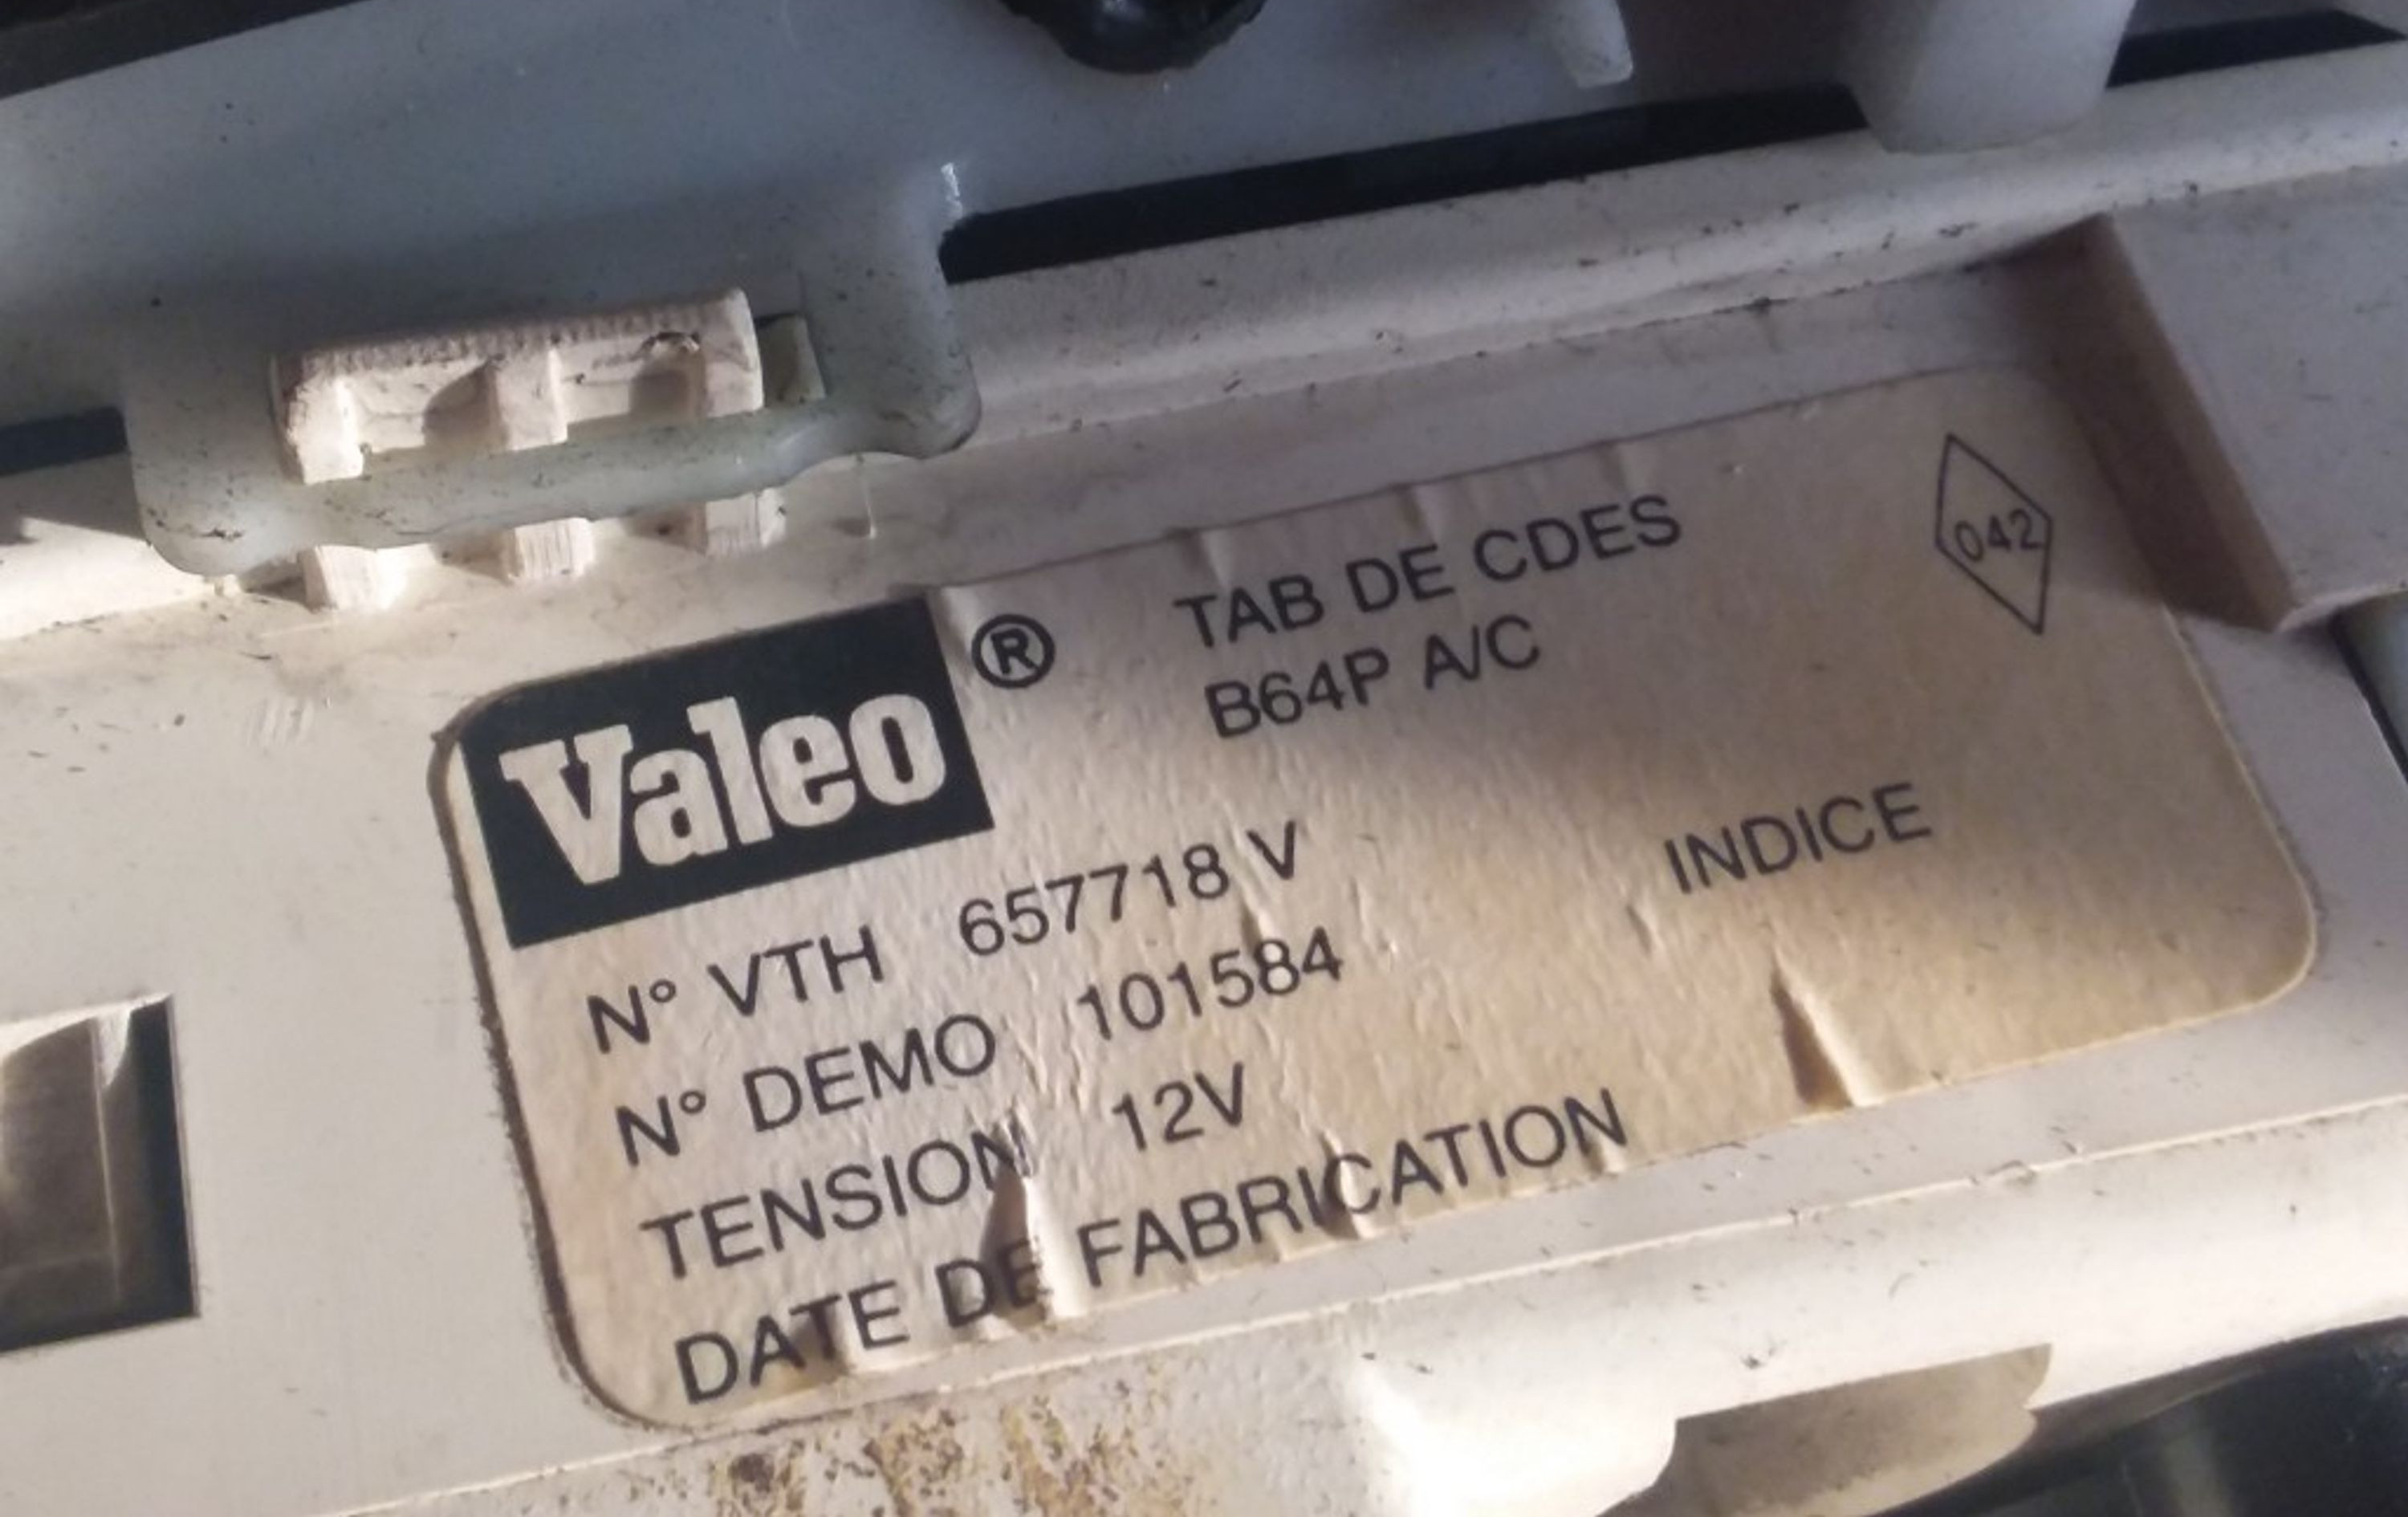 Valeo ®
TAB DE CDES
B64P A/C
042
N° VTH 657718 V
INDICE
N° DEMO 101584
TENSION 12V
DATE DE FABRICATION